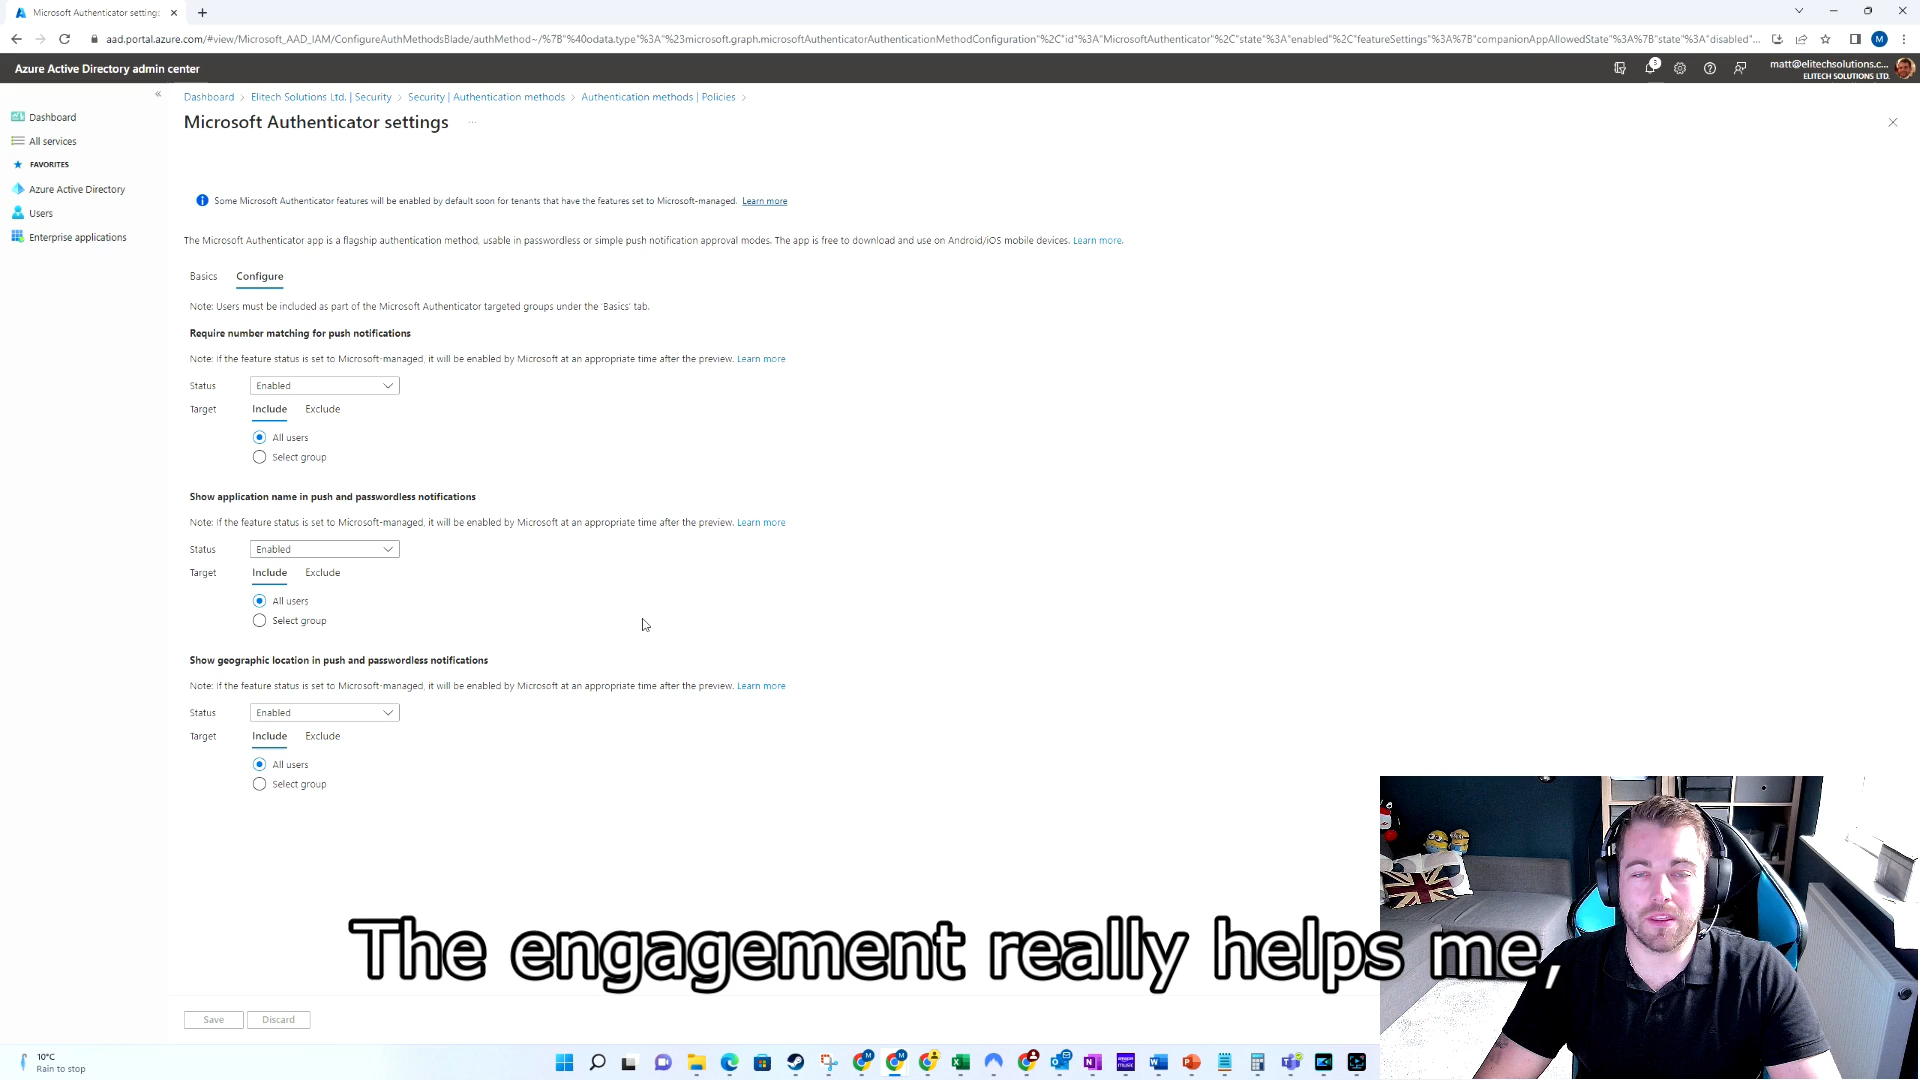 Microsoft Authenticator settings
aad.portal.azure.com/#view/Microsoft_AAD_IAM/ConfigureAuthMethodsBlade/authMethod~/%7B"%40odata.type"%3A"%23microsoft.graph.microsoftAuthenticatorAuthenticationMethodConfiguration"%2C"id"%3A"MicrosoftAuthenticator"%2C"state"%3A"enabled"%2C"featureSettings"%3A%7B"companionAppAllowedState"%3A%7B"state"%3A"disabled"...
M
Azure Active Directory admin center
3
matt@elitechsolutions.c...
ELITECH SOLUTIONS LTD.
Dashboard
All services
FAVORITES
Azure Active Directory
Users
Enterprise applications
Dashboard > Elitech Solutions Ltd. | Security > Security | Authentication methods > Authentication methods | Policies >
Microsoft Authenticator settings ...
Some Microsoft Authenticator features will be enabled by default soon for tenants that have the features set to Microsoft-managed. Learn more
The Microsoft Authenticator app is a flagship authentication method, usable in passwordless or simple push notification approval modes. The app is free to download and use on Android/iOS mobile devices. Learn more.
Basics Configure
Note: Users must be included as part of the Microsoft Authenticator targeted groups under the 'Basics' tab.
Require number matching for push notifications
Note: If the feature status is set to Microsoft-managed, it will be enabled by Microsoft at an appropriate time after the preview. Learn more
Status Enabled
Target Include Exclude
All users
Select group
Show application name in push and passwordless notifications
Note: If the feature status is set to Microsoft-managed, it will be enabled by Microsoft at an appropriate time after the preview. Learn more
Status Enabled
Target Include Exclude
All users
Select group
Show geographic location in push and passwordless notifications
Note: If the feature status is set to Microsoft-managed, it will be enabled by Microsoft at an appropriate time after the preview. Learn more
Status Enabled
Target Include Exclude
All users
Select group
The engagement really helps me,
Save Discard
10°C
Rain to stop